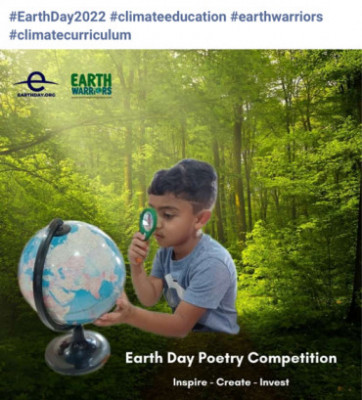 #EarthDay2022 #climateeducation #earthwarriors
#climatecurriculum
EARTHDAY.ORG
EARTH
WARRIORS
Earth Day Poetry Competition
Inspire - Create - Invest